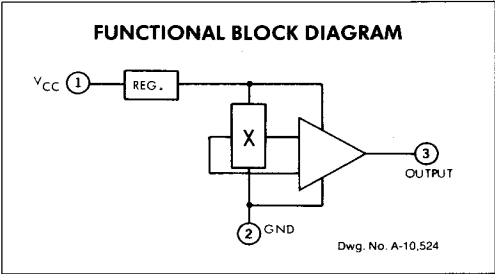 FUNCTIONAL BLOCK DIAGRAM
VCC 1
REG.
X
3
OUTPUT
2 GND
Dwg. No. A-10,524